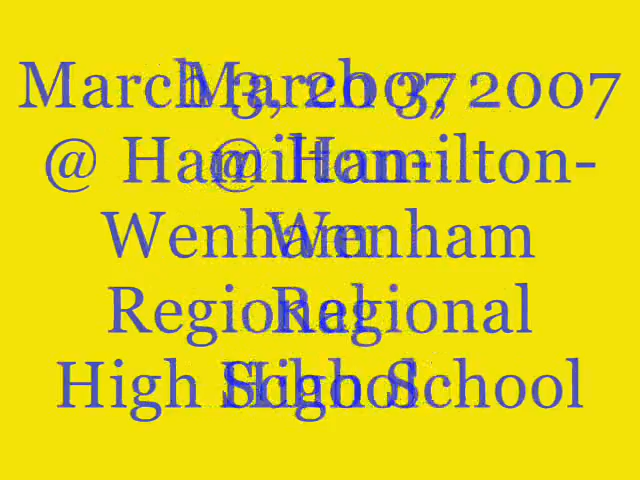 March 3, 2007
@ Hamilton-
Wenham
Regional
High School